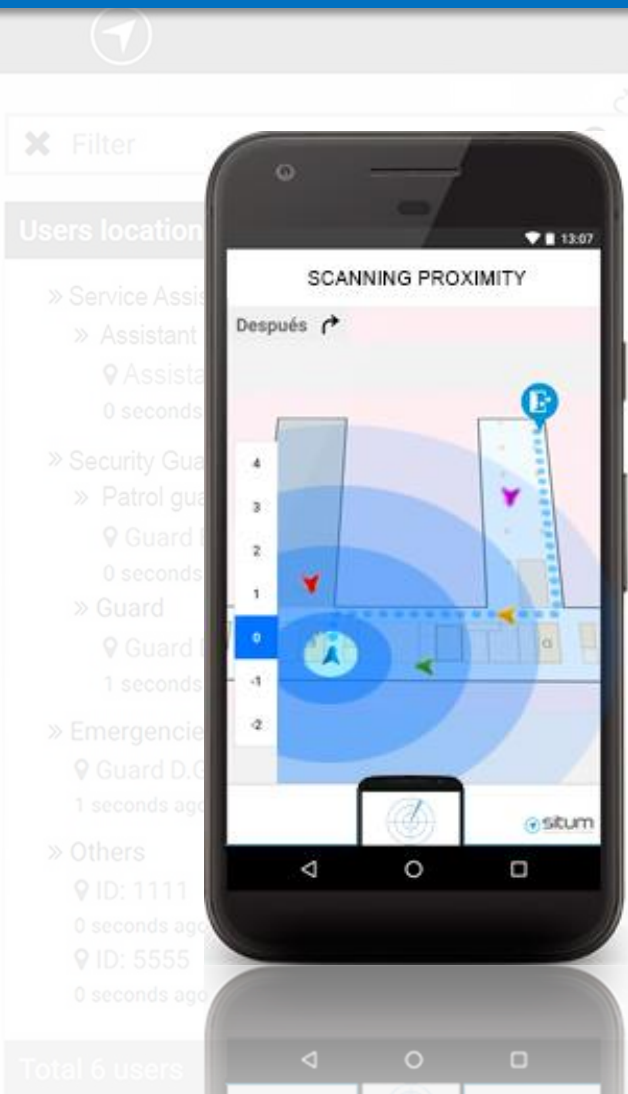 Filter
Users location
» Service Assis
» Assistant
Assista
0 seconds
» Security Gua
» Patrol gua
Guard
0 seconds
» Guard
Guard
1 seconds
» Emergencie
Guard D.G
1 seconds ago
» Others
ID: 1111
0 seconds ago
ID: 5555
0 seconds ago
Total 6 users
13:07
SCANNING PROXIMITY
Después
4
3
2
1
0
-1
-2
situm